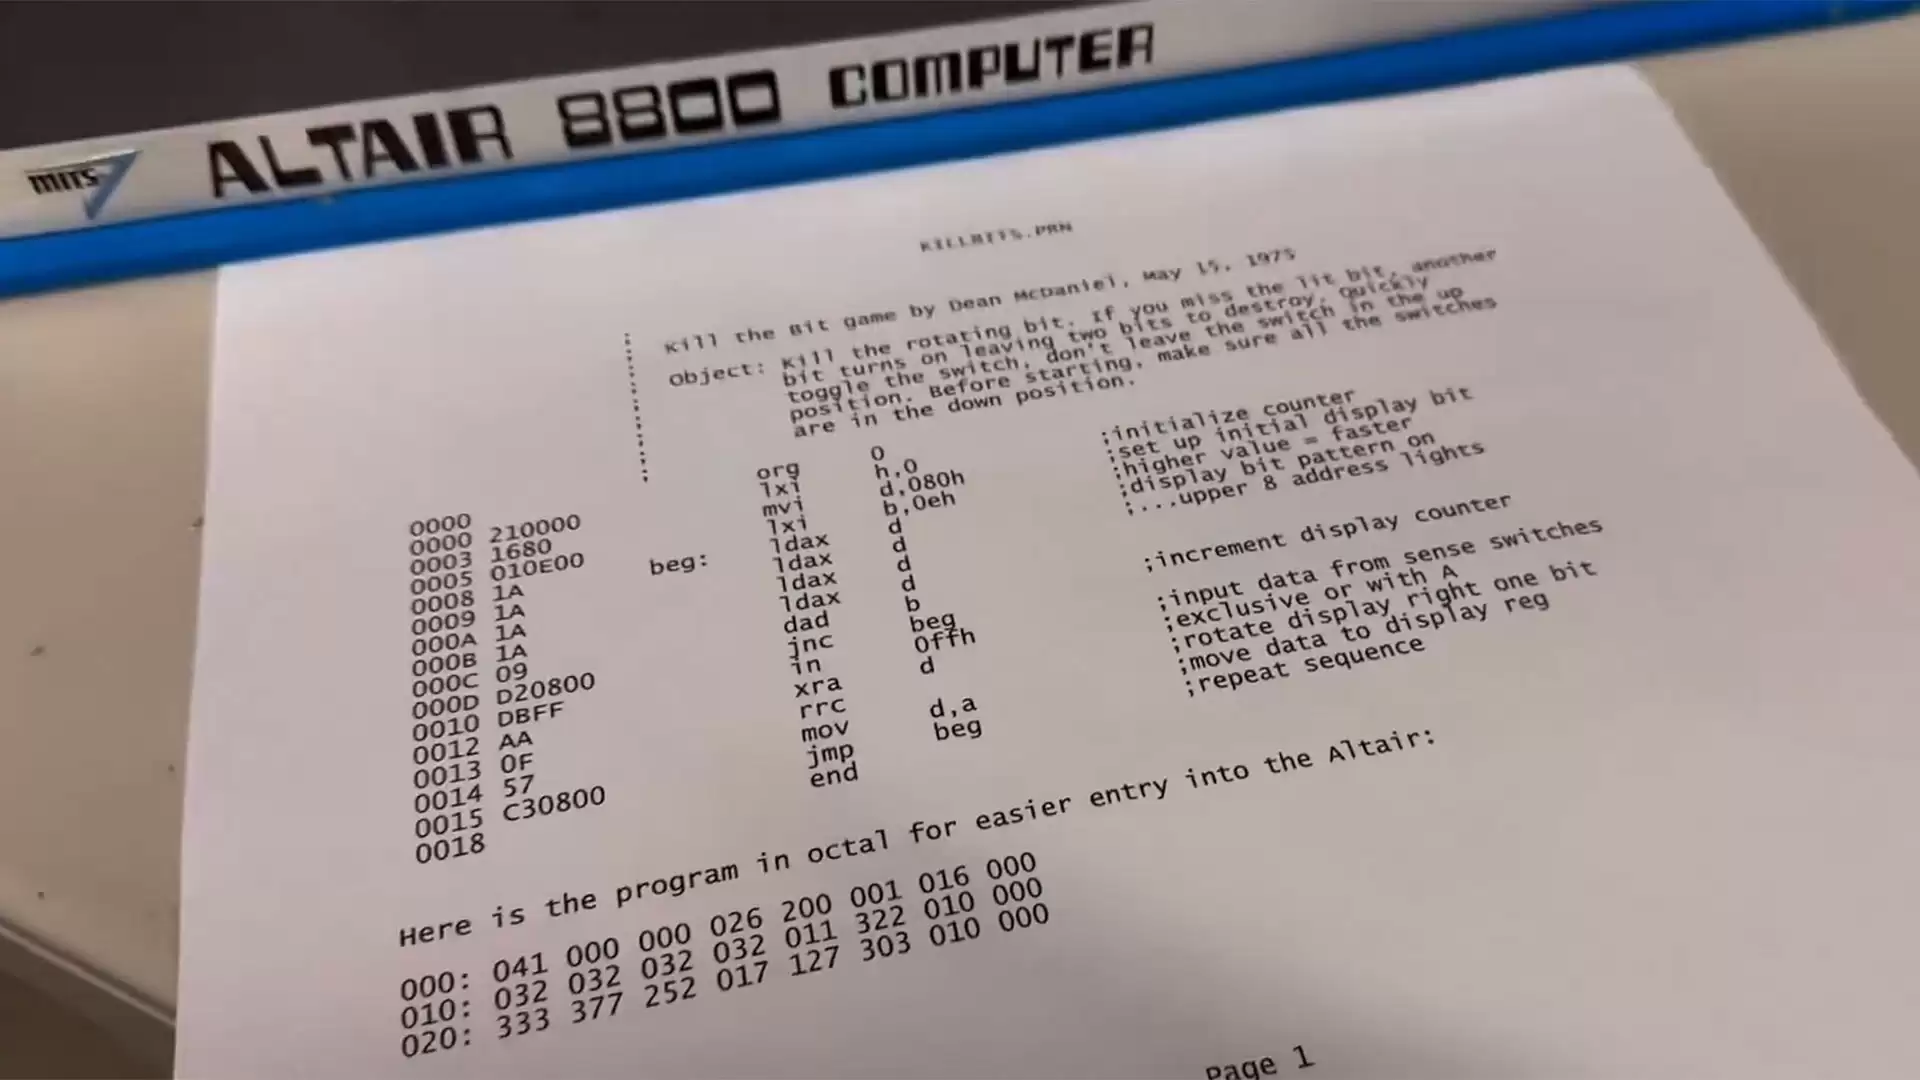 mits ALTAIR 8800 COMPUTER
KILLBITS.PRN
; Kill the Bit game by Dean McDaniel, May 15, 1975
;
; Object: Kill the rotating bit. If you miss the lit bit, another
; bit turns on leaving two bits to destroy. Quickly
; toggle the switch, don't leave the switch in the up
; position. Before starting, make sure all the switches
; are in the down position.
;
0000 org 0
0000 210000 lxi h,0 ;initialize counter
0003 1680 mvi d,080h ;set up initial display bit
0005 010E00 lxi b,0eh ;higher value = faster
0008 1A beg: ldax d ;display bit pattern on
0009 1A ldax d ;...upper 8 address lights
000A 1A ldax d
000B 1A ldax d
000C 09 dad b ;increment display counter
000D D20800 jnc beg
0010 DBFF in 0ffh ;input data from sense switches
0012 AA xra d ;exclusive or with A
0013 0F rrc ;rotate display right one bit
0014 57 mov d,a ;move data to display reg
0015 C30800 jmp beg ;repeat sequence
0018 end
Here is the program in octal for easier entry into the Altair:
000: 041 000 000 026 200 001 016 000
010: 032 032 032 032 011 322 010 000
020: 333 377 252 017 127 303 010 000
Page 1